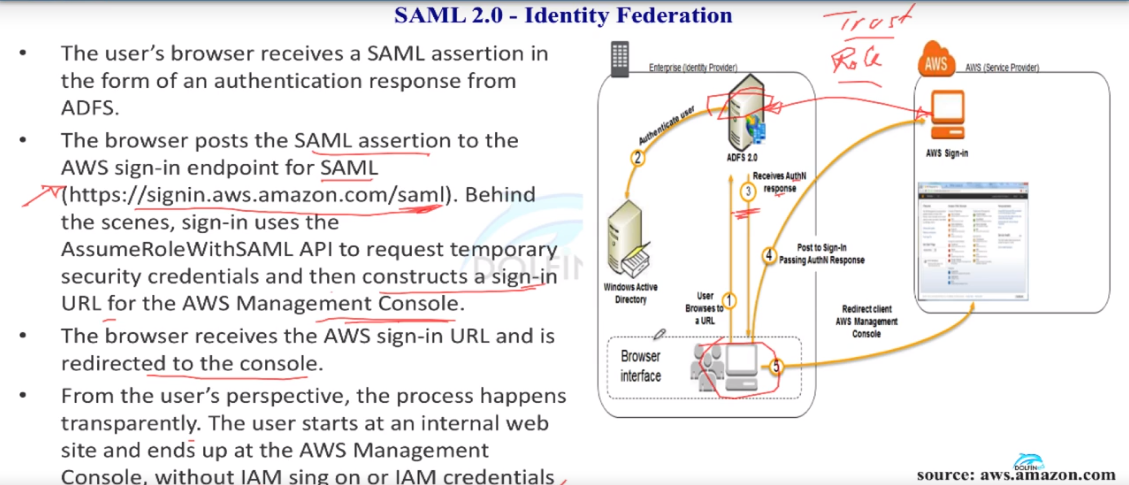 SAML 2.0 - Identity Federation
• The user's browser receives a SAML assertion in
the form of an authentication response from
ADFS.
• The browser posts the SAML assertion to the
AWS sign-in endpoint for SAML
(https://signin.aws.amazon.com/saml). Behind
the scenes, sign-in uses the
AssumeRoleWithSAML API to request temporary
security credentials and then constructs a sign-in
URL for the AWS Management Console.
• The browser receives the AWS sign-in URL and is
redirected to the console.
• From the user's perspective, the process happens
transparently. The user starts at an internal web
site and ends up at the AWS Management
Console, without IAM sing on or IAM credentials
DOLFIN
Trust
Role
Enterprise (Identity Provider)
AWS
AWS (Service Provider)
Authenticate user
2
ADFS 2.0
AWS Sign-in
3
Receives AuthN
response
4
Post to Sign-In
Passing AuthN Response
Windows Active
Directory
User
Browses to
a URL
1
Redirect client
AWS Management
Console
Browser
interface
5
DOLFIN
source: aws.amazon.com